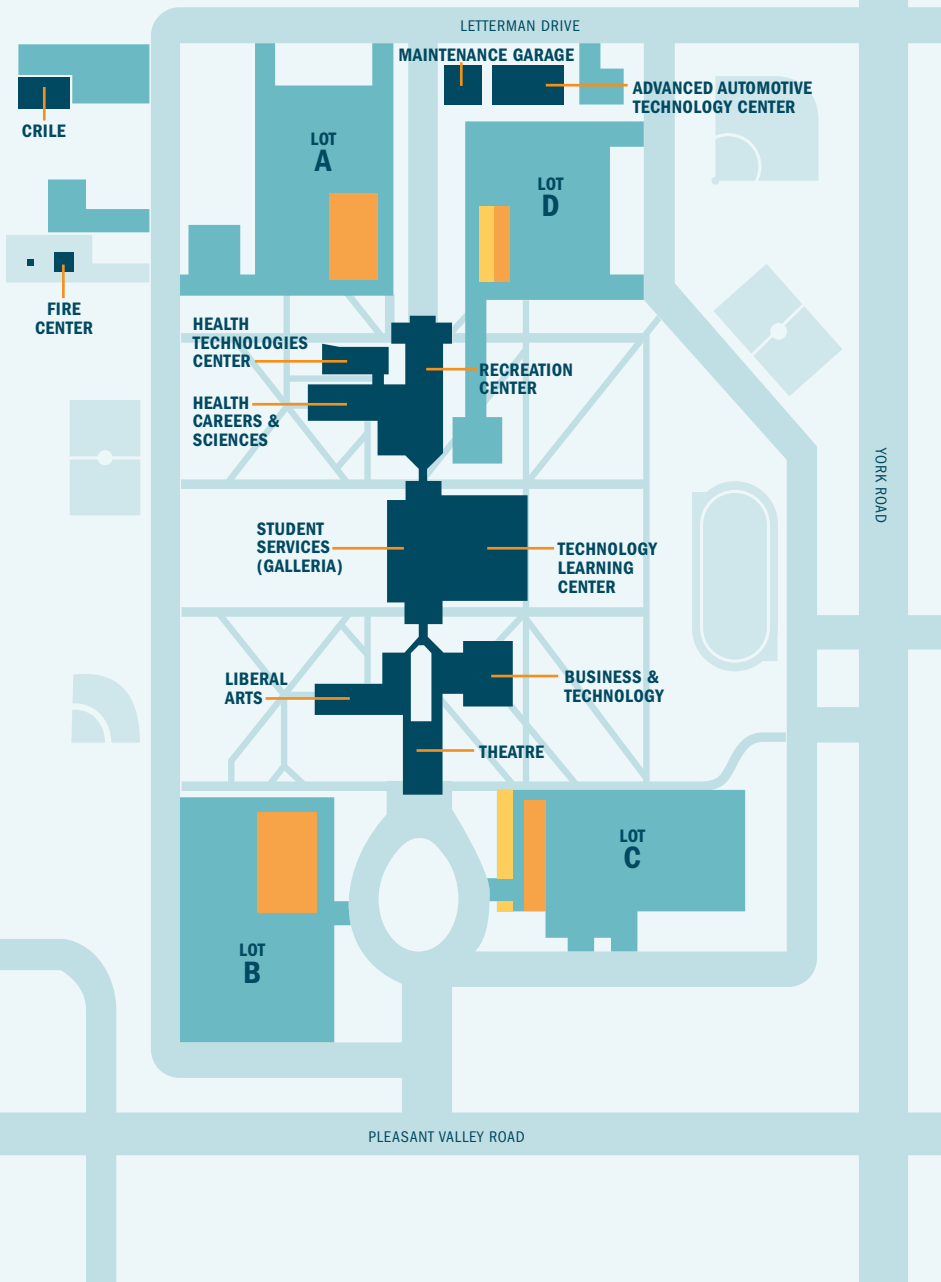 LETTERMAN DRIVE
MAINTENANCE GARAGE
ADVANCED AUTOMOTIVE
TECHNOLOGY CENTER
CRILE
LOT
A
LOT
D
FIRE
CENTER
HEALTH
TECHNOLOGIES
CENTER
RECREATION
CENTER
HEALTH
CAREERS &
SCIENCES
YORK ROAD
STUDENT
SERVICES
(GALLERIA)
TECHNOLOGY
LEARNING
CENTER
LIBERAL
ARTS
BUSINESS &
TECHNOLOGY
THEATRE
LOT
C
LOT
B
PLEASANT VALLEY ROAD